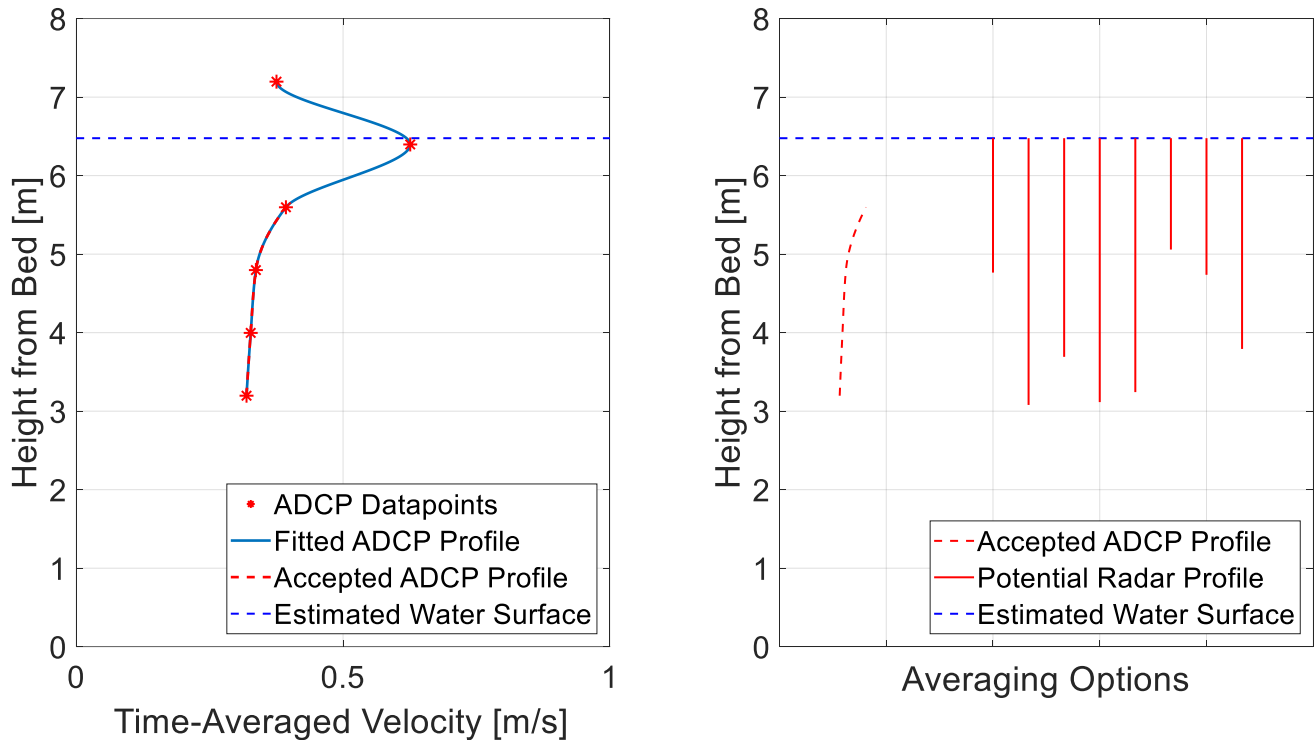 8
7
6
5
4
3
2
1
0
Height from Bed [m]
ADCP Datapoints
Fitted ADCP Profile
Accepted ADCP Profile
Estimated Water Surface
0
0.5
1
Time-Averaged Velocity [m/s]
8
7
6
5
4
3
2
1
0
Height from Bed [m]
Accepted ADCP Profile
Potential Radar Profile
Estimated Water Surface
Averaging Options